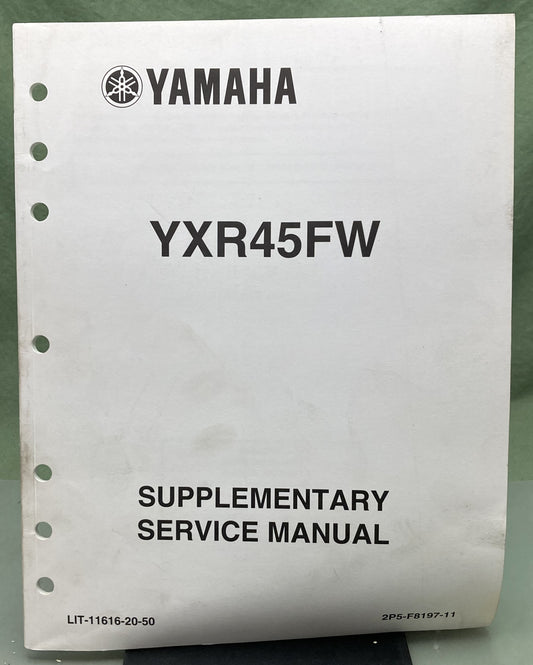 YAMAHA
YXR45FW
SUPPLEMENTARY
SERVICE MANUAL
LIT-11616-20-50
2P5-F8197-11